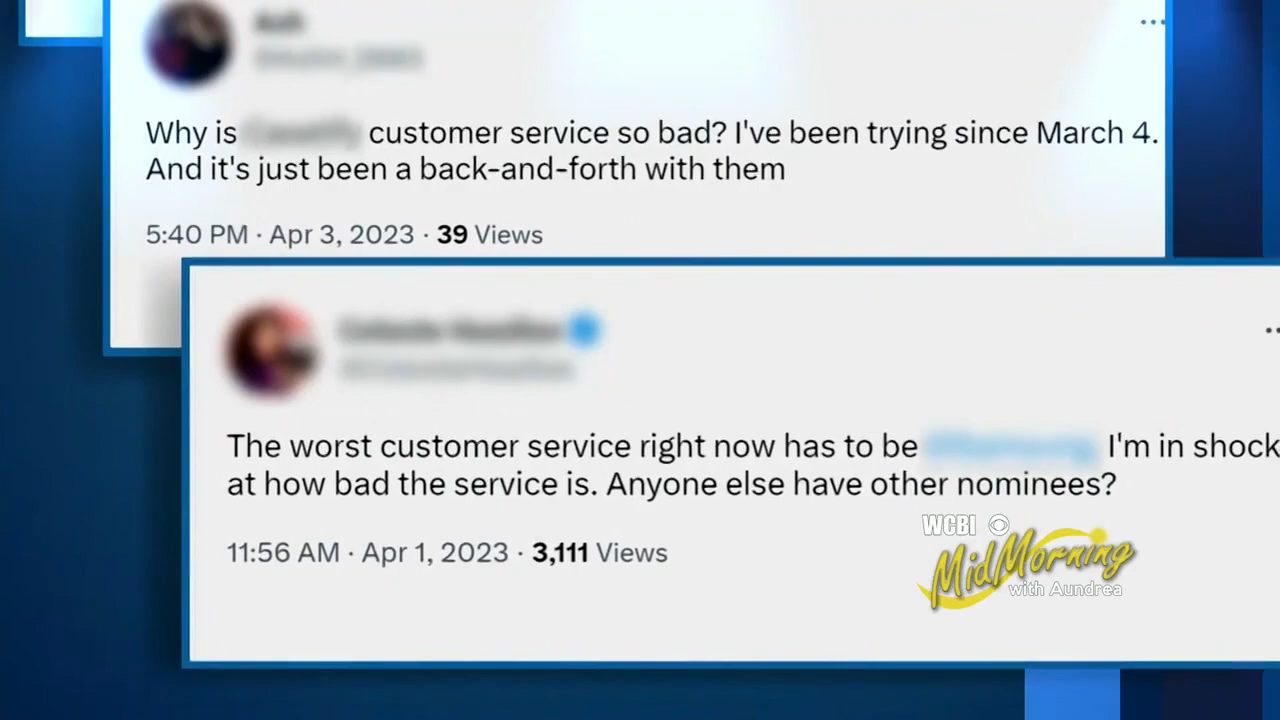 Why is customer service so bad? I've been trying since March 4.
And it's just been a back-and-forth with them
5:40 PM · Apr 3, 2023 · 39 Views
The worst customer service right now has to be I'm in shock
at how bad the service is. Anyone else have other nominees?
11:56 AM · Apr 1, 2023 · 3,111 Views
WCBI
MidMorning
with Aundrea